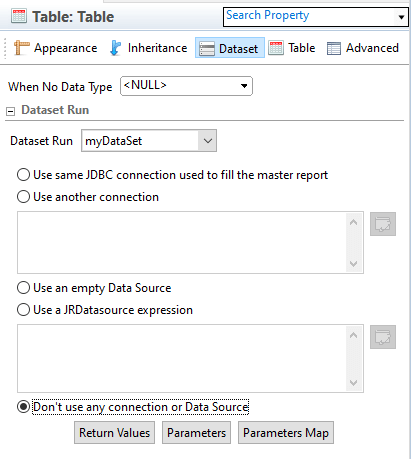 Table: Table
Search Property
Appearance Inheritance Dataset Table Advanced
When No Data Type <NULL>
Dataset Run
Dataset Run myDataSet
Use same JDBC connection used to fill the master report
Use another connection
Use an empty Data Source
Use a JRDatasource expression
Don't use any connection or Data Source
Return Values Parameters Parameters Map